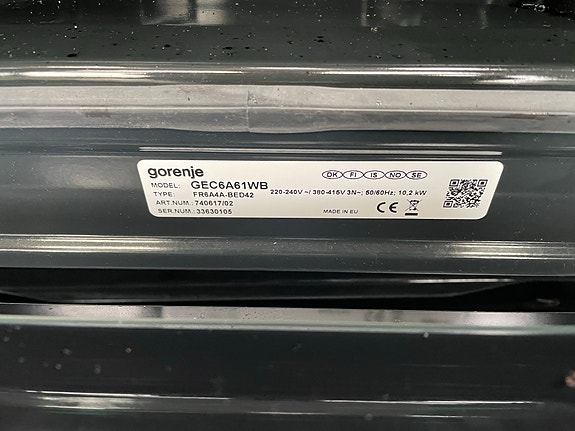 gorenje
MODEL: GEC6A61WB
TYPE: FR6A4A-BED42
ART.NUM.: 740617/02
SER.NUM.: 33630105
DK FI IS NO SE
220-240V ~/ 380-415V 3N~; 50/60Hz; 10,2 kW
MADE IN EU CE